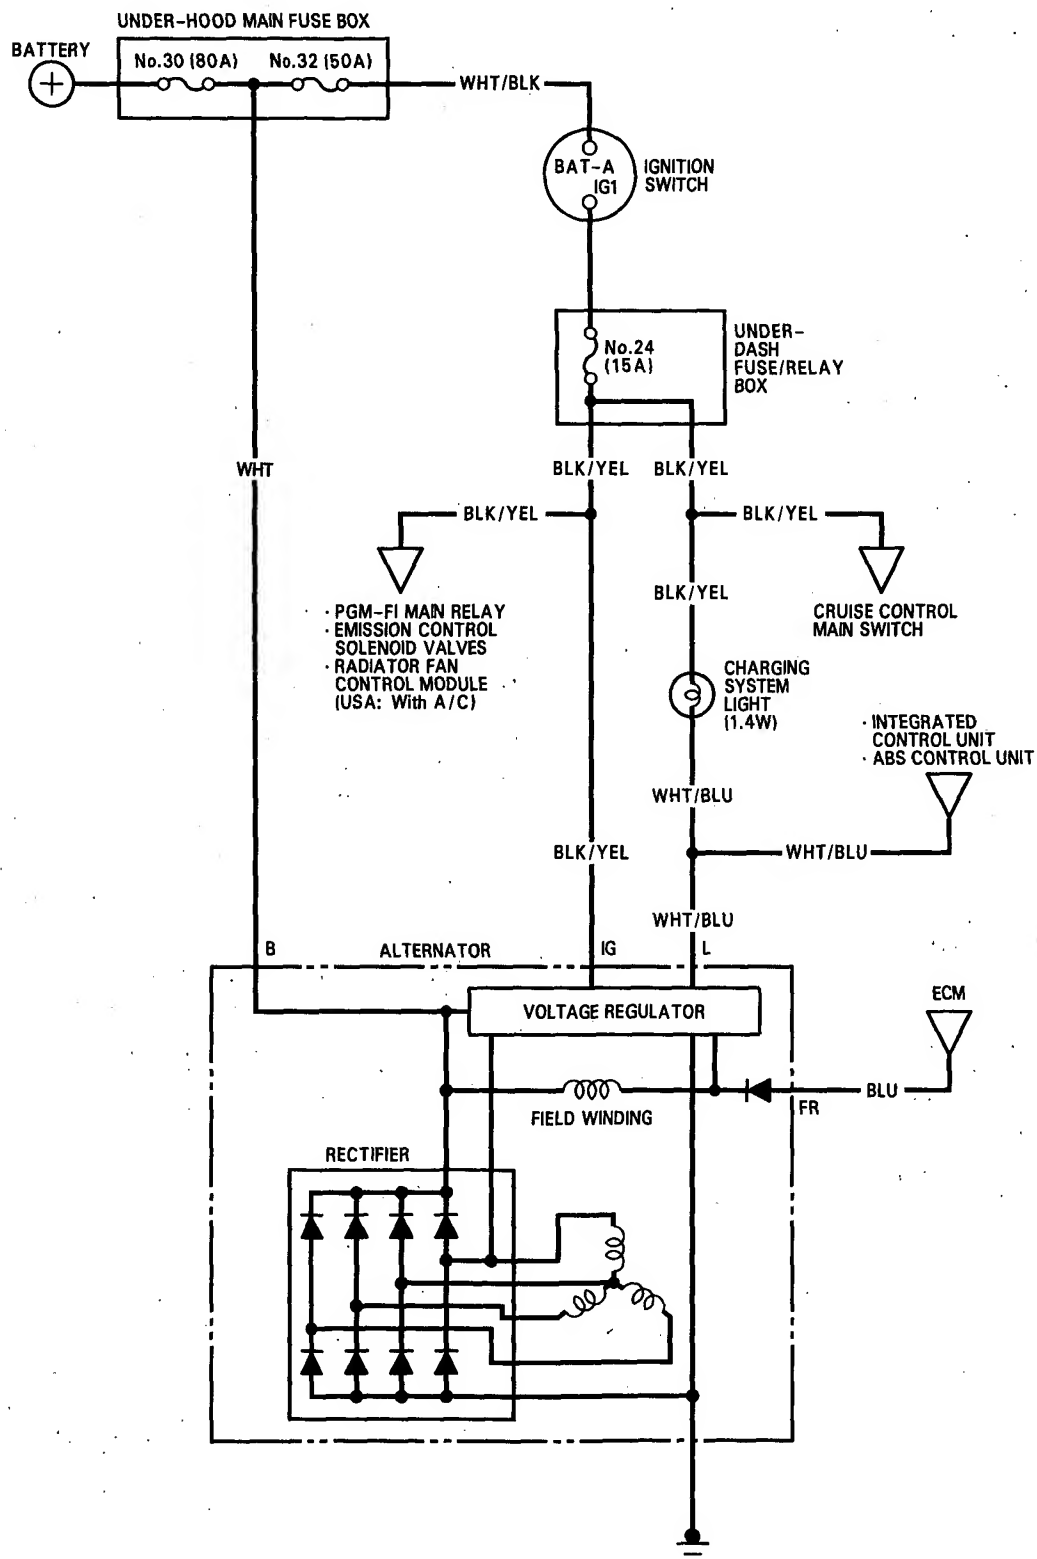 UNDER-HOOD MAIN FUSE BOX
BATTERY
+
No.30 (80A)
No.32 (50A)
WHT/BLK
BAT-A
IG1
IGNITION
SWITCH
No.24
(15A)
UNDER-
DASH
FUSE/RELAY
BOX
WHT
BLK/YEL
BLK/YEL
BLK/YEL
BLK/YEL
BLK/YEL
· PGM-FI MAIN RELAY
· EMISSION CONTROL
SOLENOID VALVES
· RADIATOR FAN
CONTROL MODULE
(USA: With A/C)
CRUISE CONTROL
MAIN SWITCH
CHARGING
SYSTEM
LIGHT
(1.4W)
· INTEGRATED
CONTROL UNIT
· ABS CONTROL UNIT
WHT/BLU
BLK/YEL
WHT/BLU
WHT/BLU
B
ALTERNATOR
IG
L
VOLTAGE REGULATOR
ECM
BLU
FR
FIELD WINDING
RECTIFIER